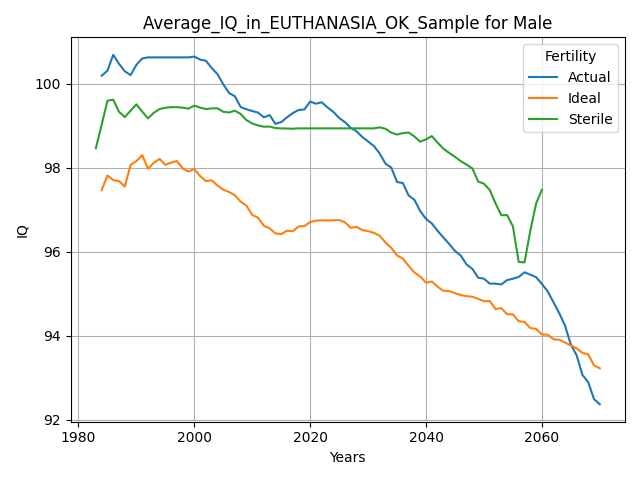 Average_IQ_in_EUTHANASIA_OK_Sample for Male
Fertility
Actual
Ideal
Sterile
IQ
100
98
96
94
92
1980
2000
2020
2040
2060
Years